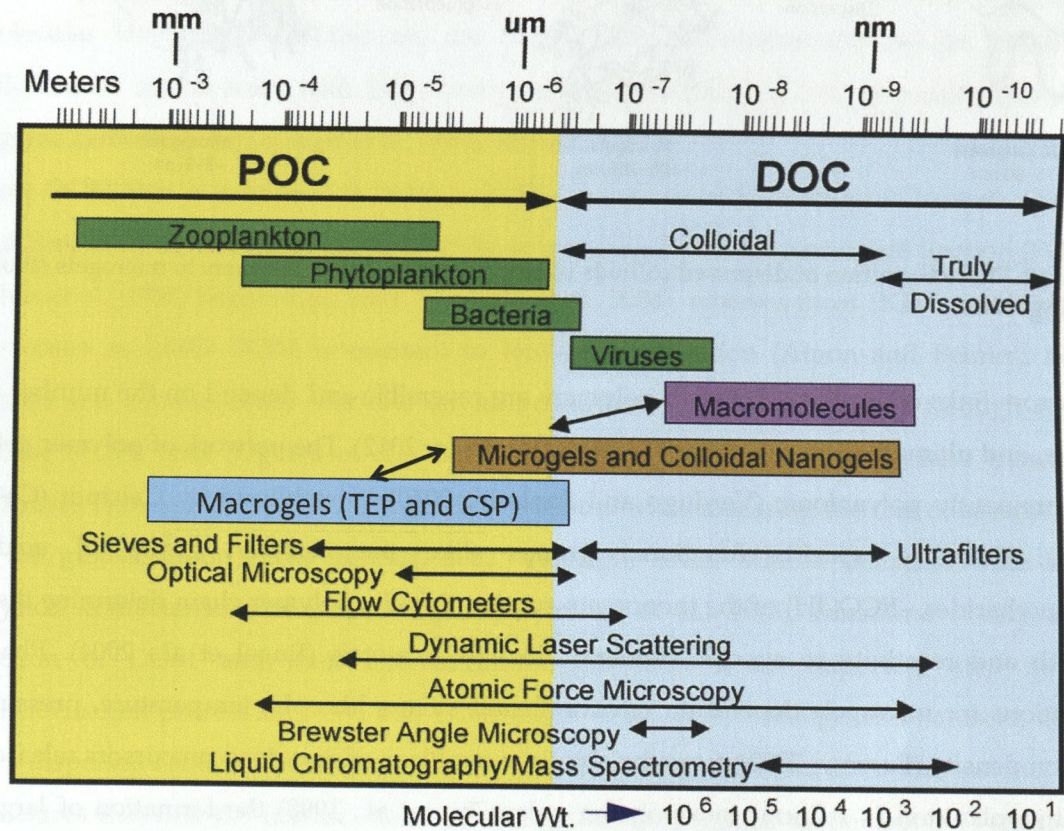 mm um nm
Meters 10-3 10-4 10-5 10-6 10-7 10-8 10-9 10-10
POC DOC
Zooplankton
Colloidal
Phytoplankton
Truly
Dissolved
Bacteria
Viruses
Macromolecules
Microgels and Colloidal Nanogels
Macrogels (TEP and CSP)
Sieves and Filters
Ultrafilters
Optical Microscopy
Flow Cytometers
Dynamic Laser Scattering
Atomic Force Microscopy
Brewster Angle Microscopy
Liquid Chromatography/Mass Spectrometry
Molecular Wt. 10 6 10 5 10 4 10 3 10 2 10 1